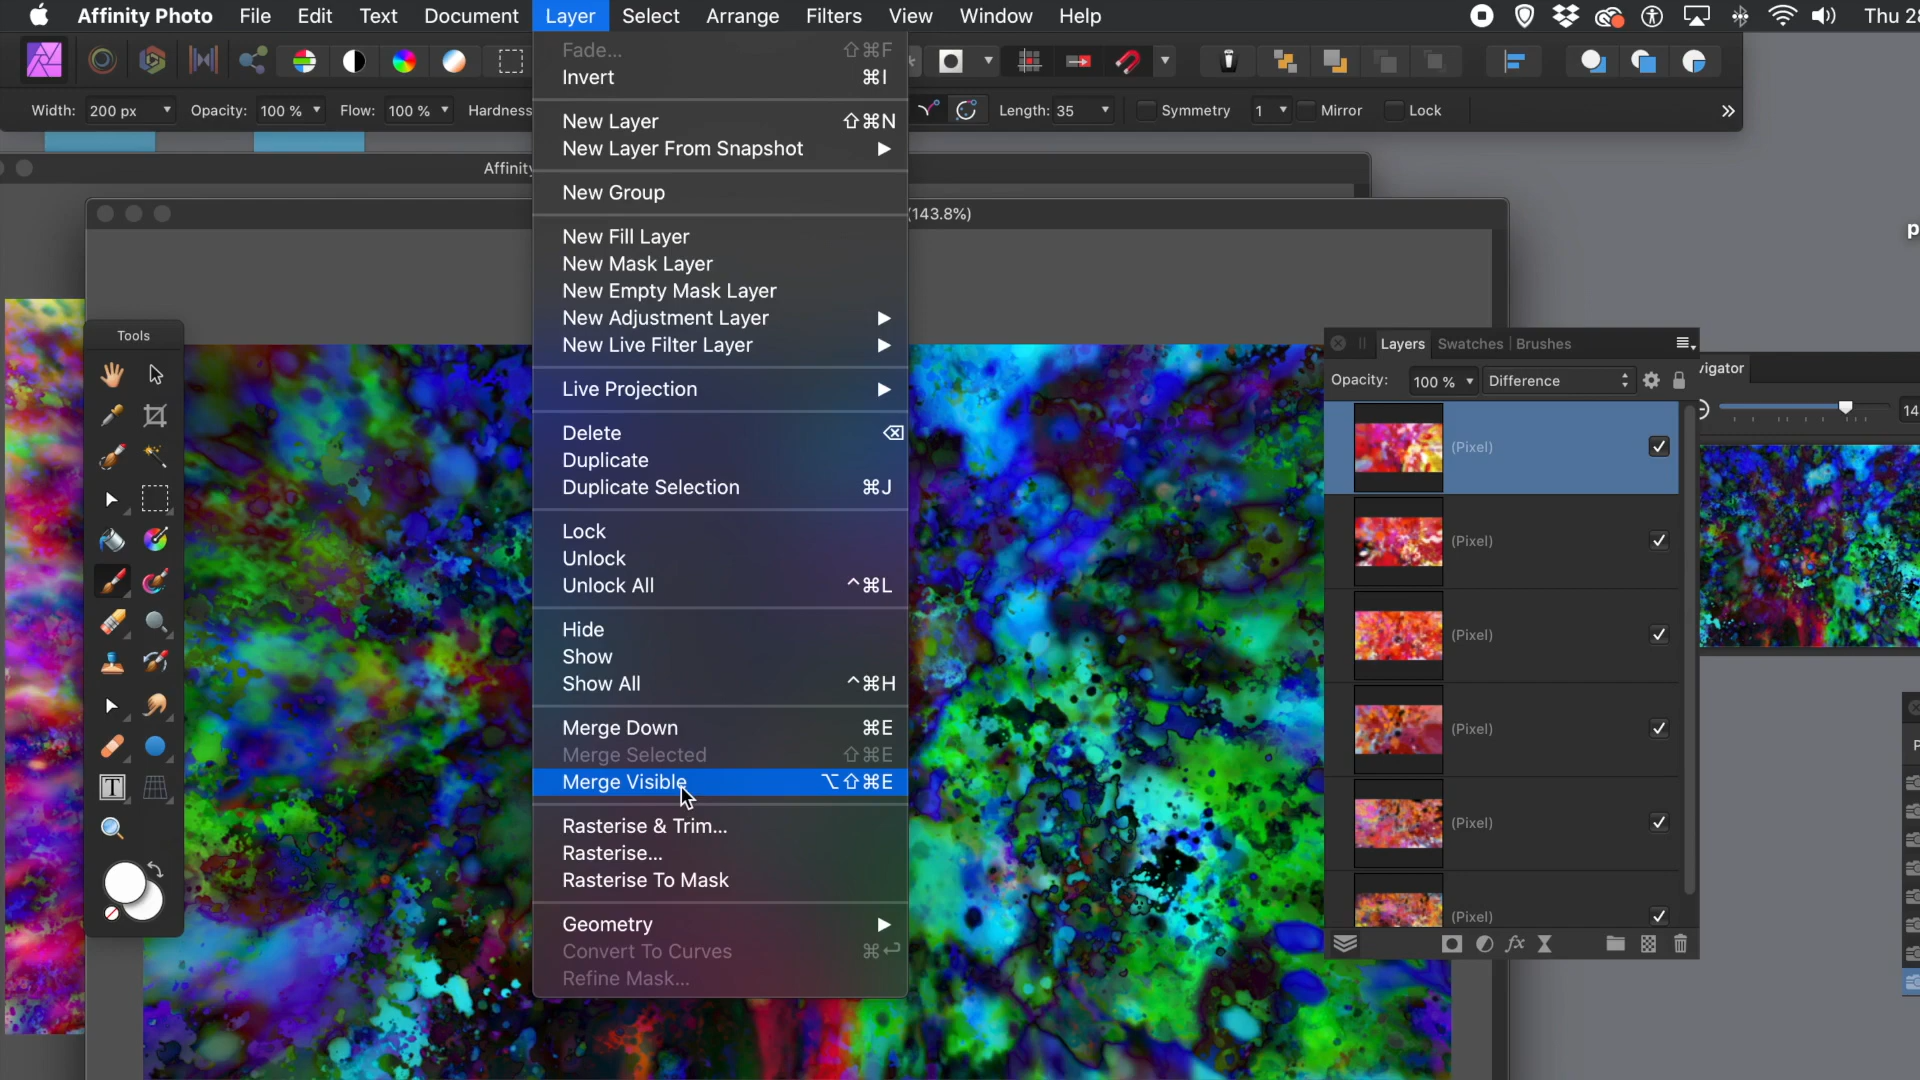 Affinity Photo File Edit Text Document Layer Select Arrange Filters View Window Help Thu 28
Width: 200 px Opacity: 100 % Flow: 100 % Hardness Length: 35 Symmetry 1 Mirror Lock
Affinity
(143.8%)
Fade... ⇧⌘F
Invert ⌘I
New Layer ⇧⌘N
New Layer From Snapshot
New Group
New Fill Layer
New Mask Layer
New Empty Mask Layer
New Adjustment Layer
New Live Filter Layer
Live Projection
Delete ⌫
Duplicate
Duplicate Selection ⌘J
Lock
Unlock
Unlock All ^⌘L
Hide
Show
Show All ^⌘H
Merge Down ⌘E
Merge Selected ⇧⌘E
Merge Visible ⌥⇧⌘E
Rasterise & Trim...
Rasterise...
Rasterise To Mask
Geometry
Convert To Curves ⌘↩
Refine Mask...
Tools
T
Layers Swatches Brushes
Opacity: 100 % Difference
(Pixel)
(Pixel)
(Pixel)
(Pixel)
(Pixel)
(Pixel)
fx
vigator
14
p
P